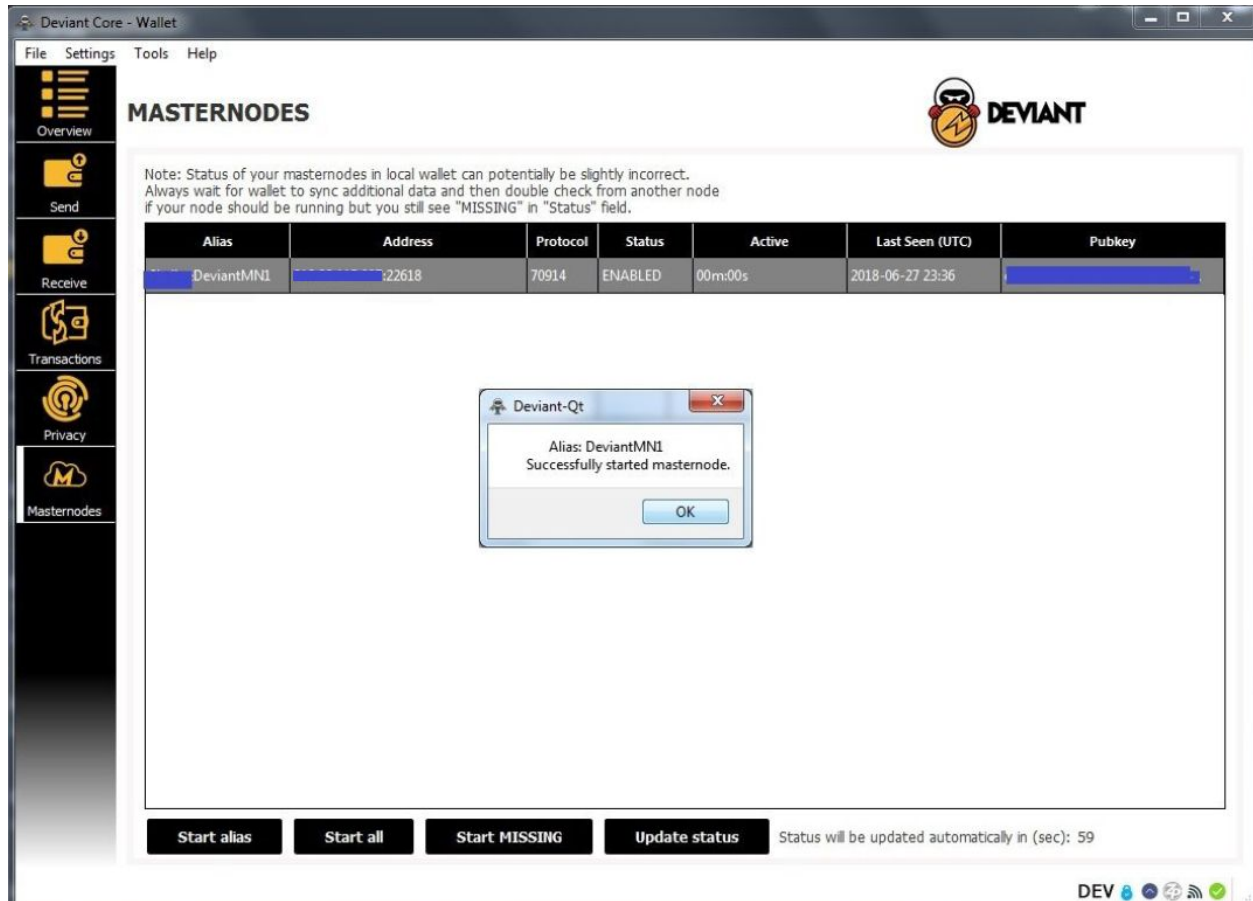 Deviant Core - Wallet
File Settings Tools Help
Overview
MASTERNODES
DEVIANT
Send
Receive
Transactions
Privacy
Masternodes
Note: Status of your masternodes in local wallet can potentially be slightly incorrect.
Always wait for wallet to sync additional data and then double check from another node
if your node should be running but you still see "MISSING" in "Status" field.
Alias Address Protocol Status Active Last Seen (UTC) Pubkey
DeviantMN1 :22618 70914 ENABLED 00m:00s 2018-06-27 23:36
Deviant-Qt
Alias: DeviantMN1
Successfully started masternode.
OK
Start alias Start all Start MISSING Update status Status will be updated automatically in (sec): 59
DEV